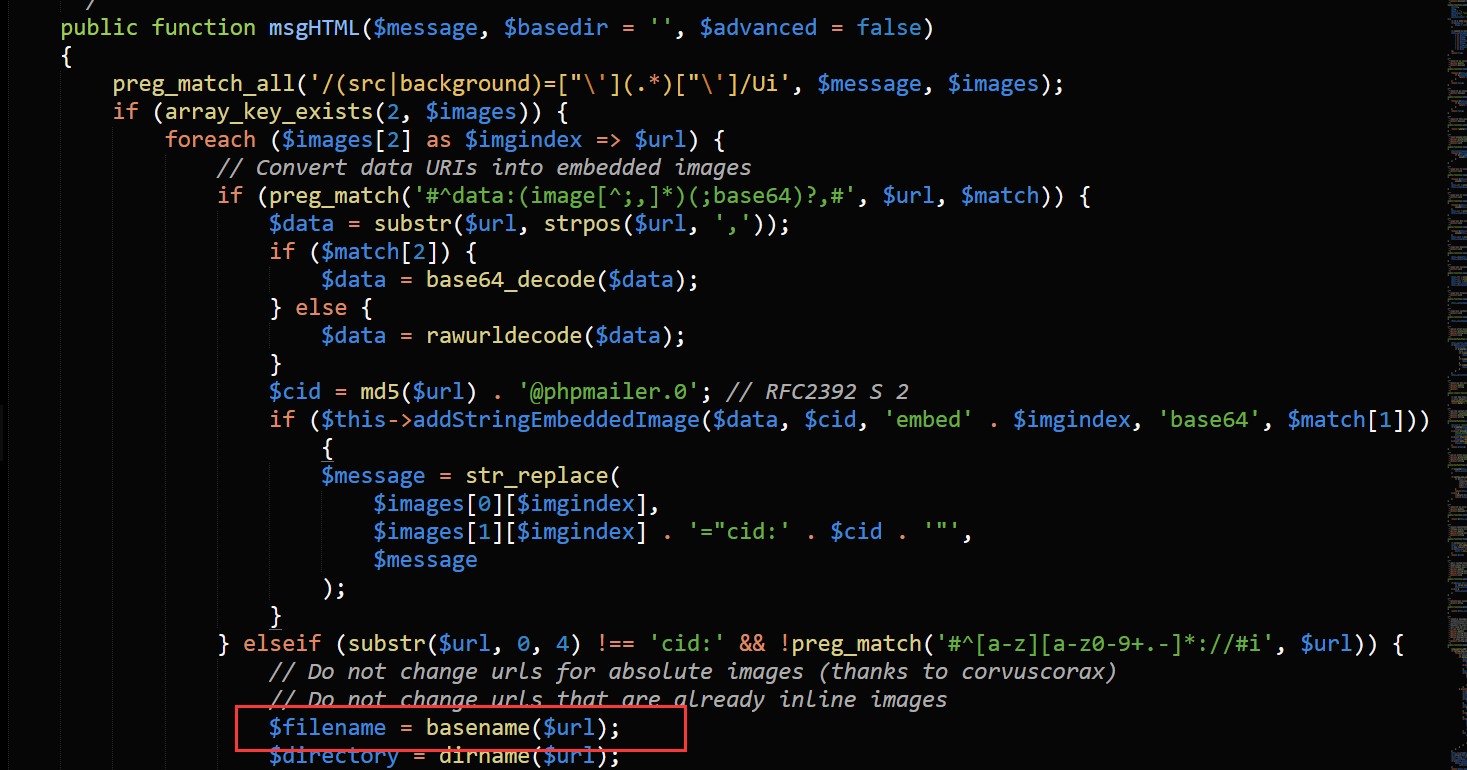 /
public function msgHTML($message, $basedir = '', $advanced = false)
{
preg_match_all('/(src|background)=["\'](.*)["\']/Ui', $message, $images);
if (array_key_exists(2, $images)) {
foreach ($images[2] as $imgindex => $url) {
// Convert data URIs into embedded images
if (preg_match('#^data:(image[^;,]*)(;base64)?,#', $url, $match)) {
$data = substr($url, strpos($url, ','));
if ($match[2]) {
$data = base64_decode($data);
} else {
$data = rawurldecode($data);
}
$cid = md5($url) . '@phpmailer.0'; // RFC2392 S 2
if ($this->addStringEmbeddedImage($data, $cid, 'embed' . $imgindex, 'base64', $match[1]))
{
$message = str_replace(
$images[0][$imgindex],
$images[1][$imgindex] . '="cid:' . $cid . '"',
$message
);
}
} elseif (substr($url, 0, 4) !== 'cid:' && !preg_match('#^[a-z][a-z0-9+.-]*://#i', $url)) {
// Do not change urls for absolute images (thanks to corvuscorax)
// Do not change urls that are already inline images
$filename = basename($url);
$directory = dirname($url);